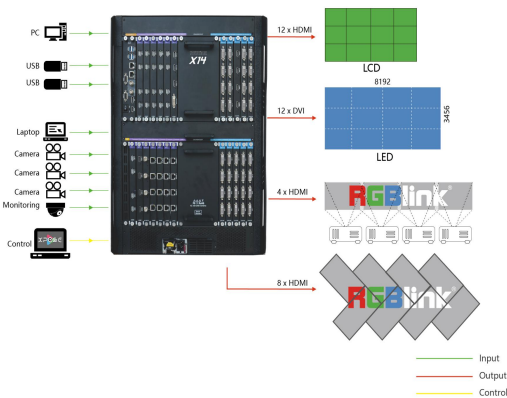 PC
USB
USB
Laptop
Camera
Camera
Camera
Monitoring
Control
XPOSE
X14
12 x HDMI
LCD
8192
12 x DVI
3456
LED
4 x HDMI
RGBlink
8 x HDMI
RGBlink
Input
Output
Control